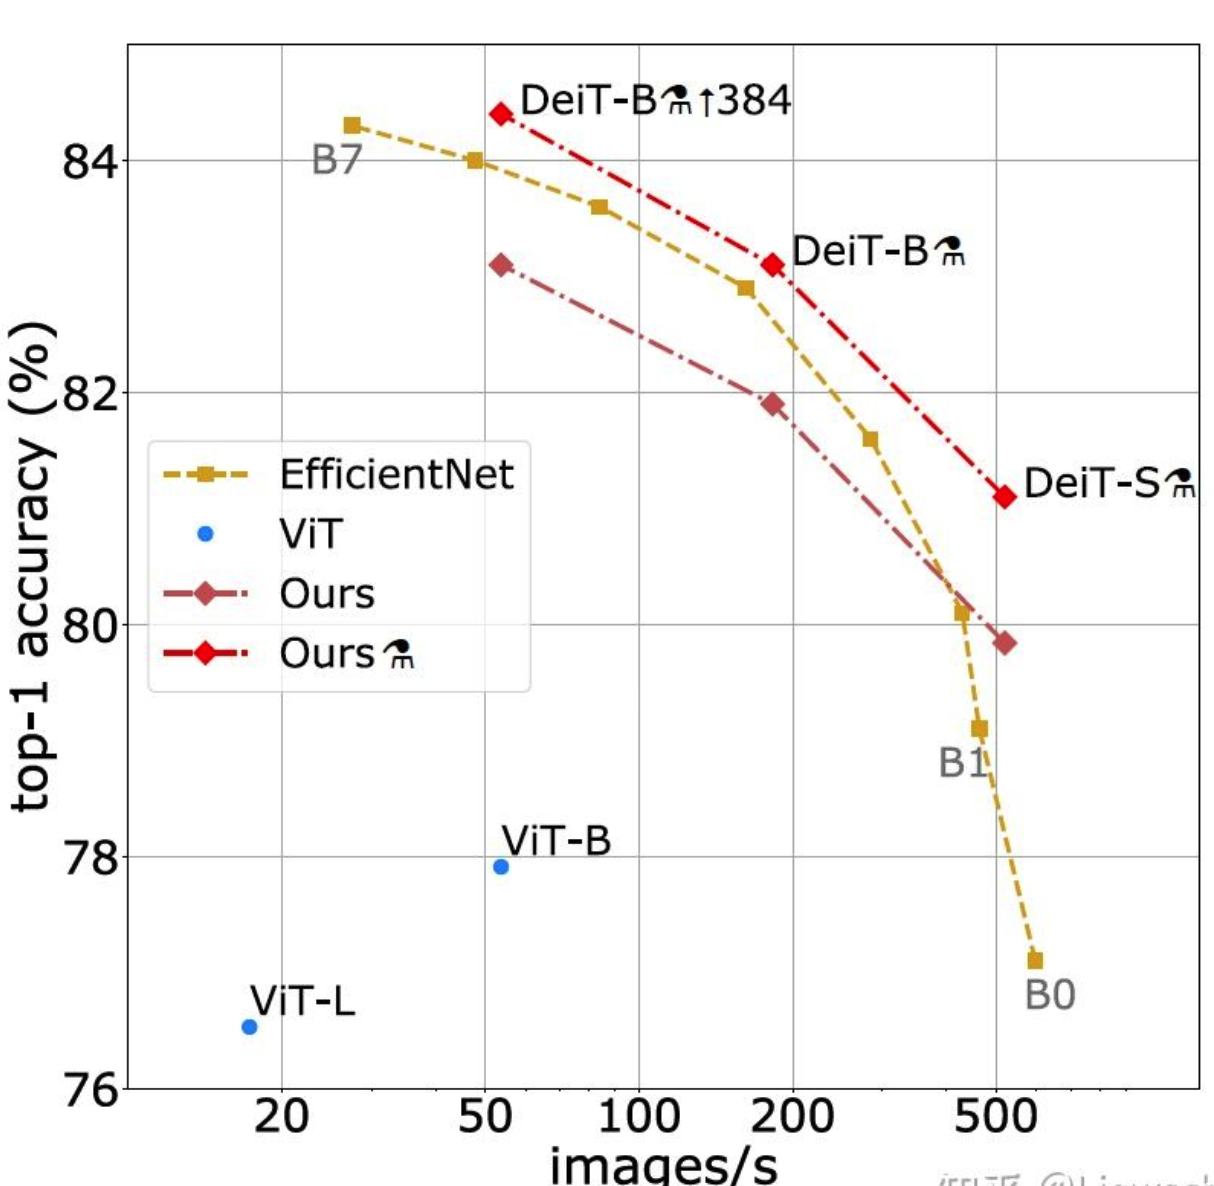 DeiT-B⚗↑384
84
B7
DeiT-B⚗
top-1 accuracy (%)
82
EfficientNet
DeiT-S⚗
ViT
Ours
80
Ours⚗
B1
78
ViT-B
ViT-L
B0
76
20 50 100 200 500
images/s